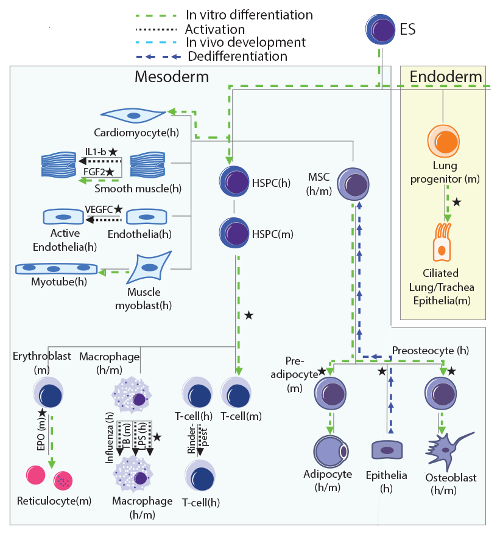 In vitro differentiation
Activation
In vivo development
Dedifferentiation
ES
Mesoderm
Endoderm
Cardiomyocyte(h)
IL1-b★
FGF2★
Smooth muscle(h)
VEGFC★
Active
Endothelia(h)
Endothelia(h)
Myotube(h)
Muscle
myoblast(h)
HSPC(h)
HSPC(m)
MSC
(h/m)
Lung
progenitor (m)
★
Ciliated
Lung/Trachea
Epithelia(m)
★
Erythroblast
(m)
Macrophage
(h/m)
T-cell(h)
T-cell(m)
Pre-
adipocyte
(m)
Preosteocyte (h)
★
★
★
EPO (m)
Influenza (h)
TB (m)
LPS (h)
★
Rinder-
pest
Reticulocyte(m)
Macrophage
(h/m)
T-cell(h)
Adipocyte
(h/m)
Epithelia
(h)
Osteoblast
(h/m)